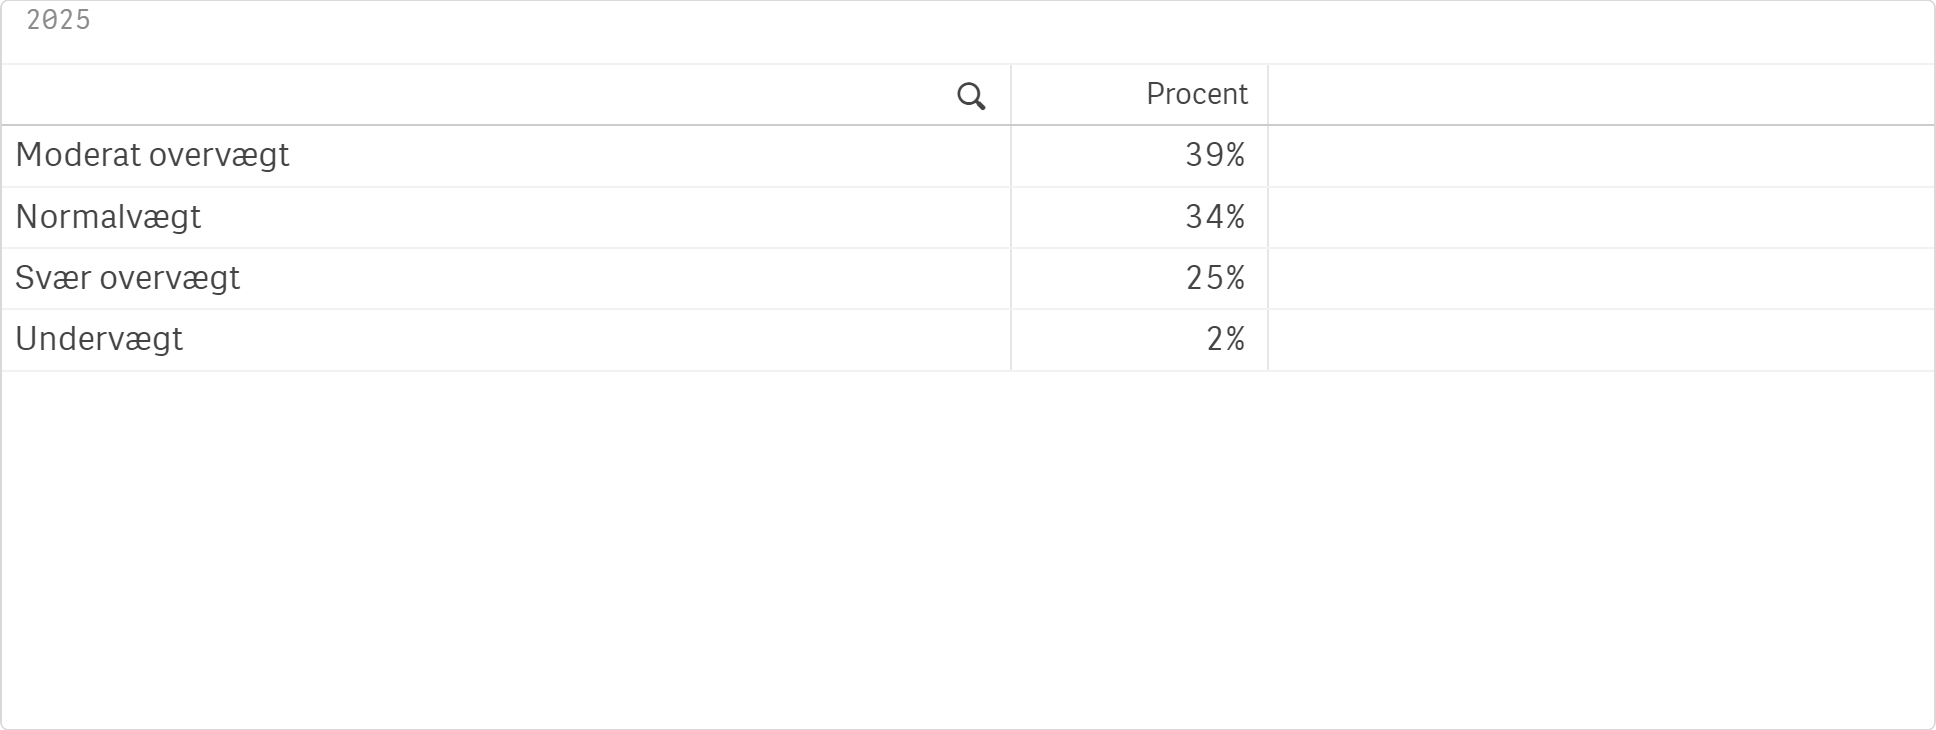 2025
Procent
Moderat overvægt 39%
Normalvægt 34%
Svær overvægt 25%
Undervægt 2%